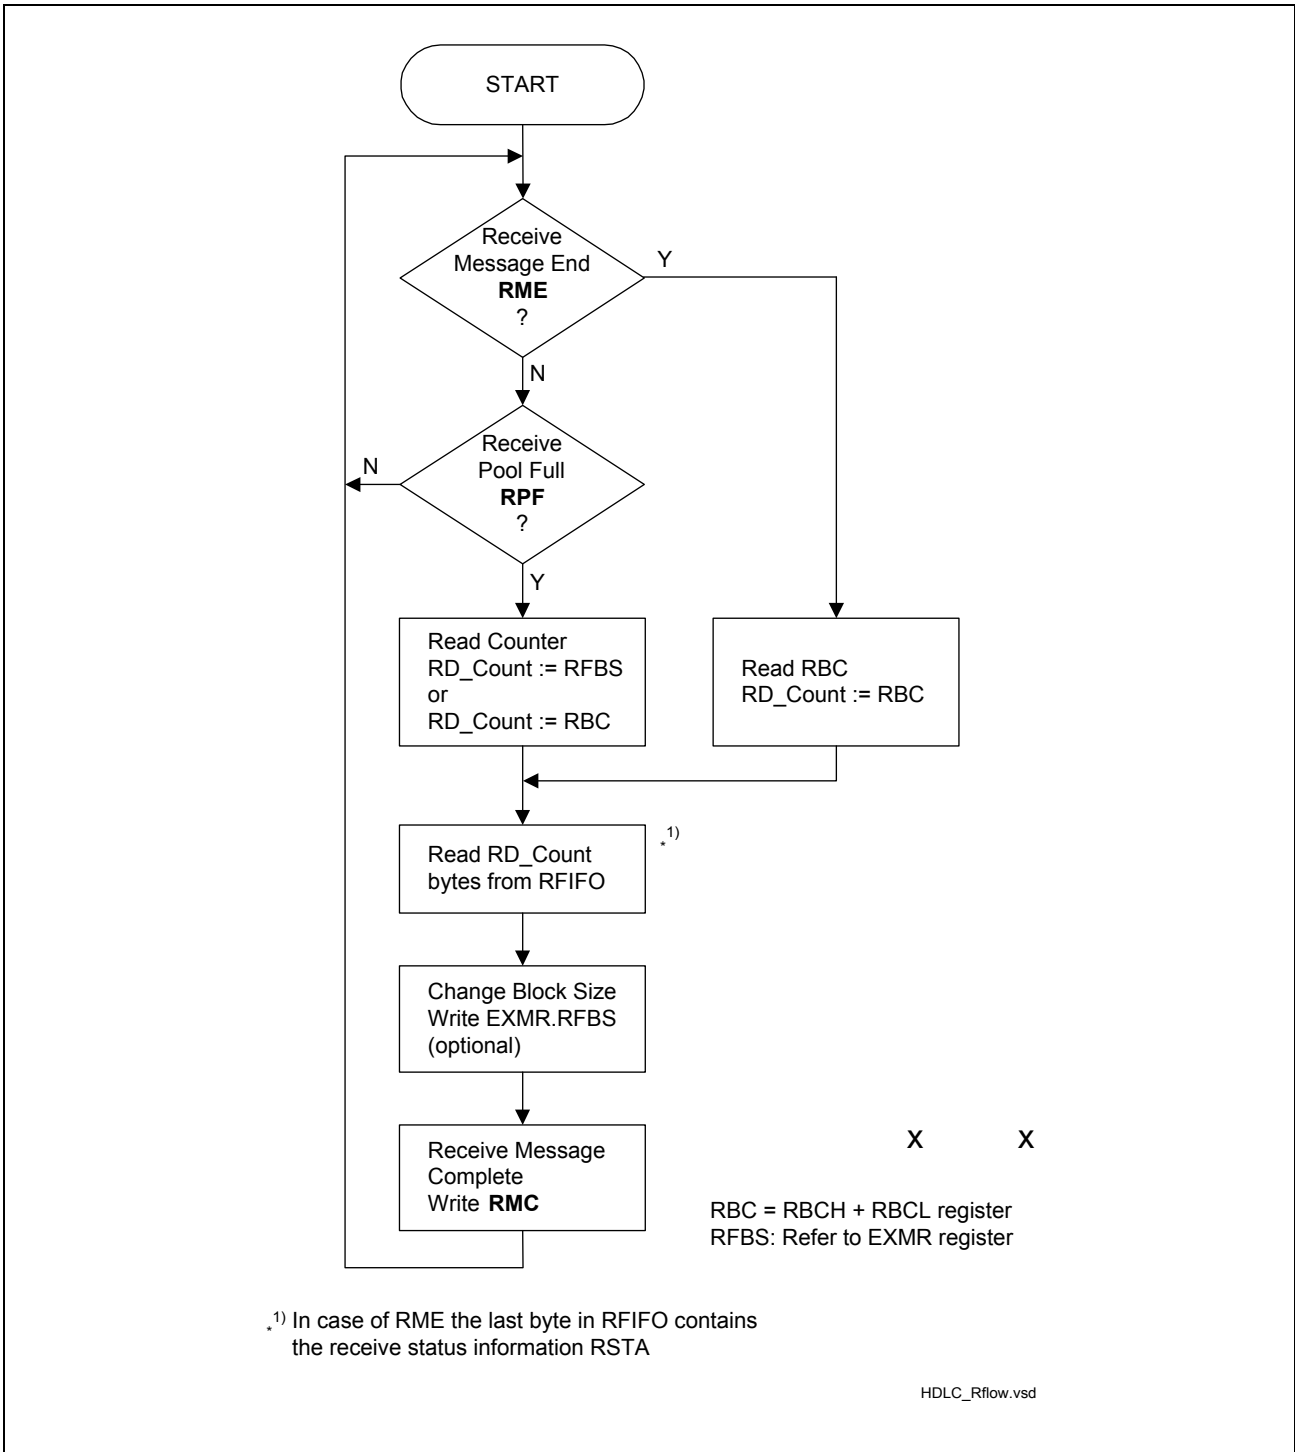 START
Receive
Message End
RME
?
Y
N
Receive
Pool Full
RPF
?
N
Y
Read Counter
RD_Count := RFBS
or
RD_Count := RBC
Read RBC
RD_Count := RBC
Read RD_Count
bytes from RFIFO
*1)
Change Block Size
Write EXMR.RFBS
(optional)
Receive Message
Complete
Write RMC
x x
RBC = RBCH + RBCL register
RFBS: Refer to EXMR register
*1) In case of RME the last byte in RFIFO contains
the receive status information RSTA
HDLC_Rflow.vsd